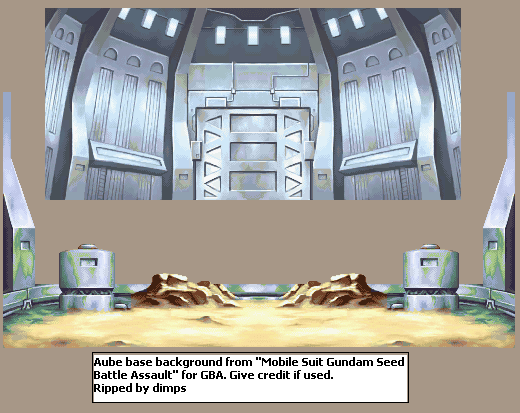 Aube base background from "Mobile Suit Gundam Seed
Battle Assault" for GBA. Give credit if used.
Ripped by dimps